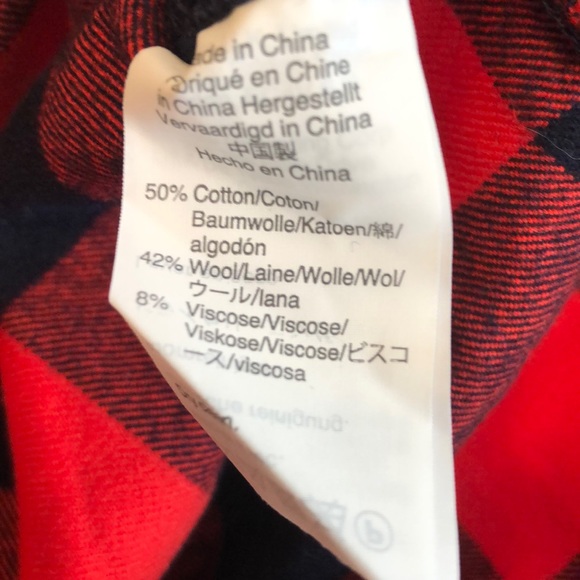 in China
en Chine
in China Hergestellt
Vervaardigd in China
中国製
Hecho en China
50% Cotton/Coton/
Baumwolle/Katoen/綿/
algodón
42% Wool/Laine/Wolle/Wol/
ウール/lana
8% Viscose/Viscose/
Viskose/Viscose/ビスコ
ース/viscosa